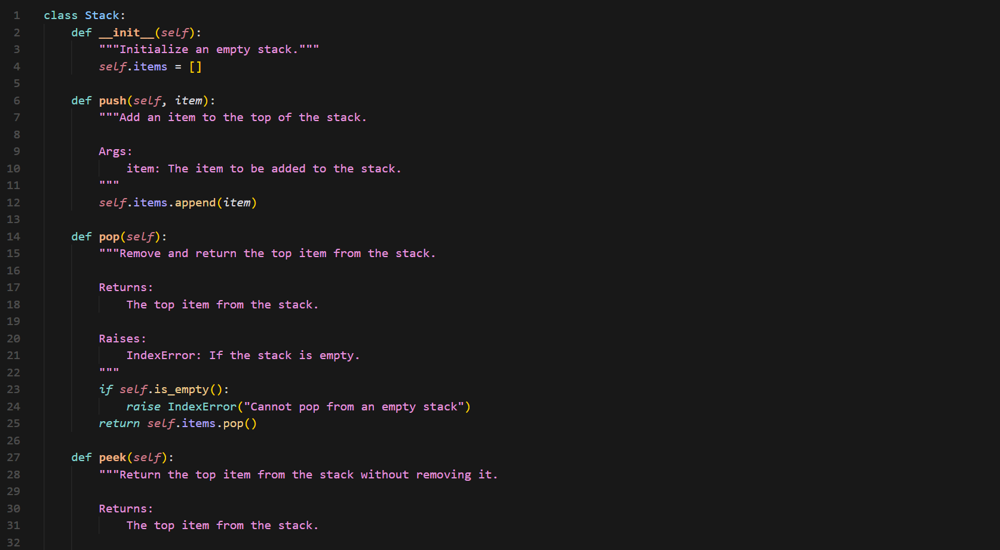 1 class Stack:
2     def __init__(self):
3         """Initialize an empty stack."""
4         self.items = []
5
6     def push(self, item):
7         """Add an item to the top of the stack.
8
9         Args:
10             item: The item to be added to the stack.
11         """
12         self.items.append(item)
13
14     def pop(self):
15         """Remove and return the top item from the stack.
16
17         Returns:
18             The top item from the stack.
19
20         Raises:
21             IndexError: If the stack is empty.
22         """
23         if self.is_empty():
24             raise IndexError("Cannot pop from an empty stack")
25         return self.items.pop()
26
27     def peek(self):
28         """Return the top item from the stack without removing it.
29
30         Returns:
31             The top item from the stack.
32